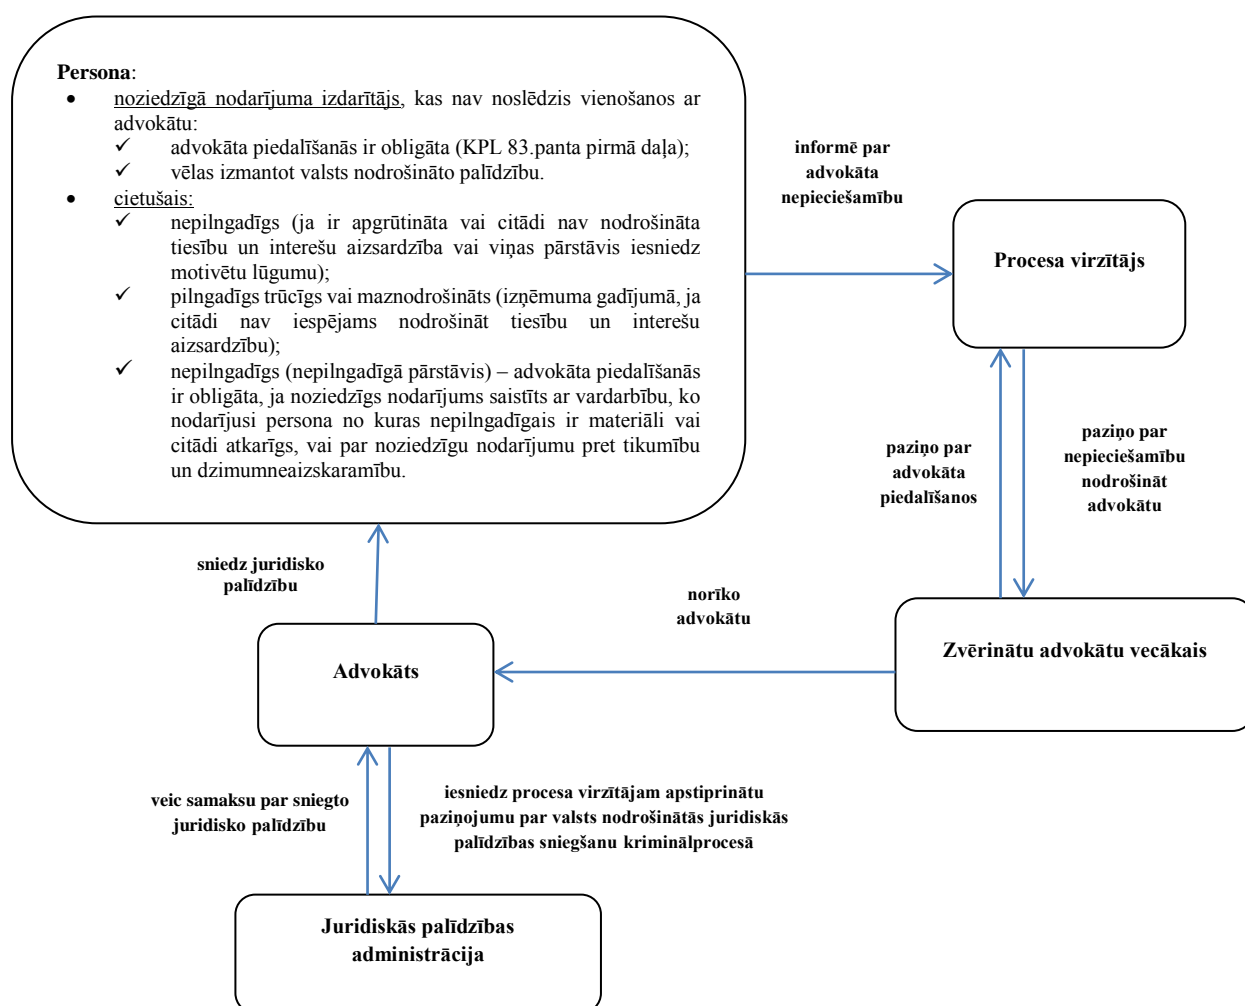 Persona:
• noziedzīgā nodarījuma izdarītājs, kas nav noslēdzis vienošanos ar
advokātu:
✓ advokāta piedalīšanās ir obligāta (KPL 83.panta pirmā daļa);
✓ vēlas izmantot valsts nodrošināto palīdzību.
• cietušais:
✓ nepilngadīgs (ja ir apgrūtināta vai citādi nav nodrošināta
tiesību un interešu aizsardzība vai viņas pārstāvis iesniedz
motivētu lūgumu);
✓ pilngadīgs trūcīgs vai maznodrošināts (izņēmuma gadījumā, ja
citādi nav iespējams nodrošināt tiesību un interešu
aizsardzību);
✓ nepilngadīgs (nepilngadīgā pārstāvis) – advokāta piedalīšanās
ir obligāta, ja noziedzīgs nodarījums saistīts ar vardarbību, ko
nodarījusi persona no kuras nepilngadīgais ir materiāli vai
citādi atkarīgs, vai par noziedzīgu nodarījumu pret tikumību
un dzimumneaizskaramību.
informē par
advokāta
nepieciešamību
Procesa virzītājs
paziņo par
advokāta
piedalīšanos
paziņo par
nepieciešamību
nodrošināt
advokātu
sniedz juridisko
palīdzību
norīko
advokātu
Zvērinātu advokātu vecākais
Advokāts
veic samaksu par sniegto
juridisko palīdzību
iesniedz procesa virzītājam apstiprinātu
paziņojumu par valsts nodrošinātās juridiskās
palīdzības sniegšanu kriminālprocesā
Juridiskās palīdzības
administrācija